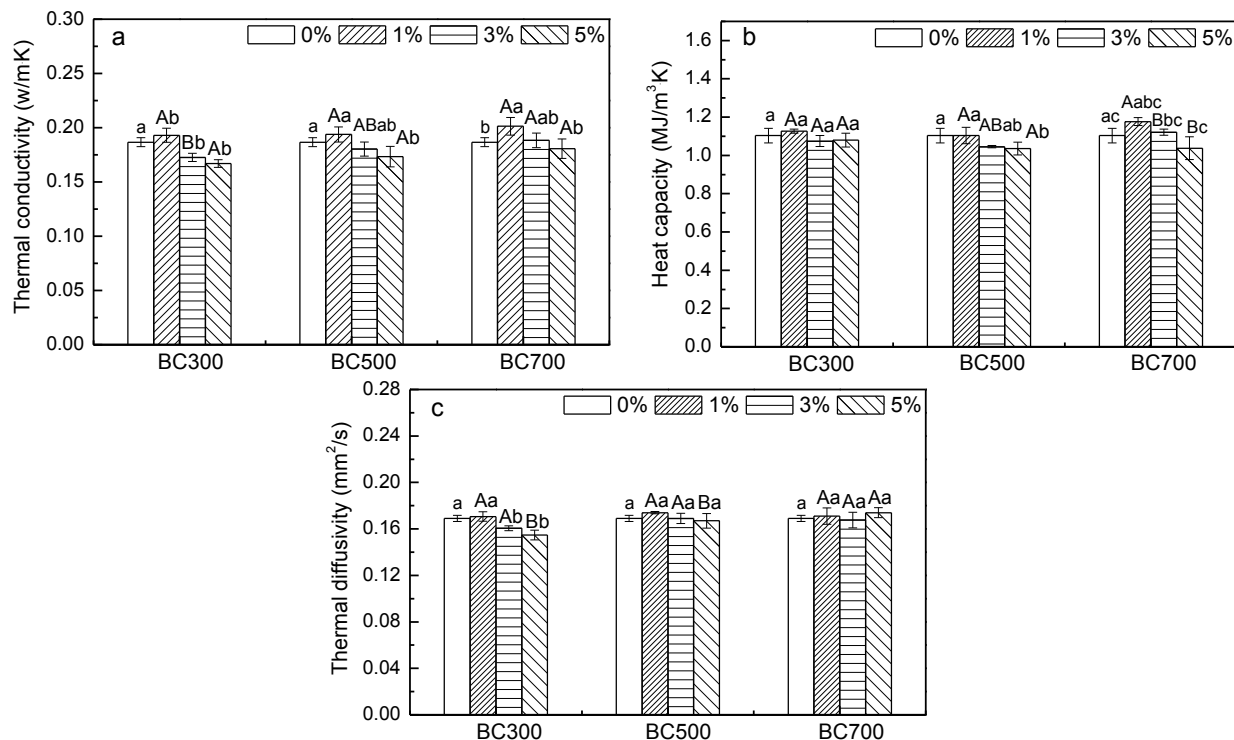 a
0% 1% 3% 5%
Thermal conductivity (w/mK)
0.30
0.25
0.20
0.15
0.10
0.05
0.00
a Ab Bb Ab
a Aa ABab Ab
b Aa Aab Ab
BC300 BC500 BC700
b
0% 1% 3% 5%
Heat capacity (MJ/m³K)
1.6
1.4
1.2
1.0
0.8
0.6
0.4
0.2
0.0
a Aa Aa Aa
a Aa ABab Ab
ac Aabc Bbc Bc
BC300 BC500 BC700
c
0% 1% 3% 5%
Thermal diffusivity (mm²/s)
0.28
0.24
0.20
0.16
0.12
0.08
0.04
0.00
a Aa Ab Bb
a Aa Aa Ba
a Aa Aa Aa
BC300 BC500 BC700